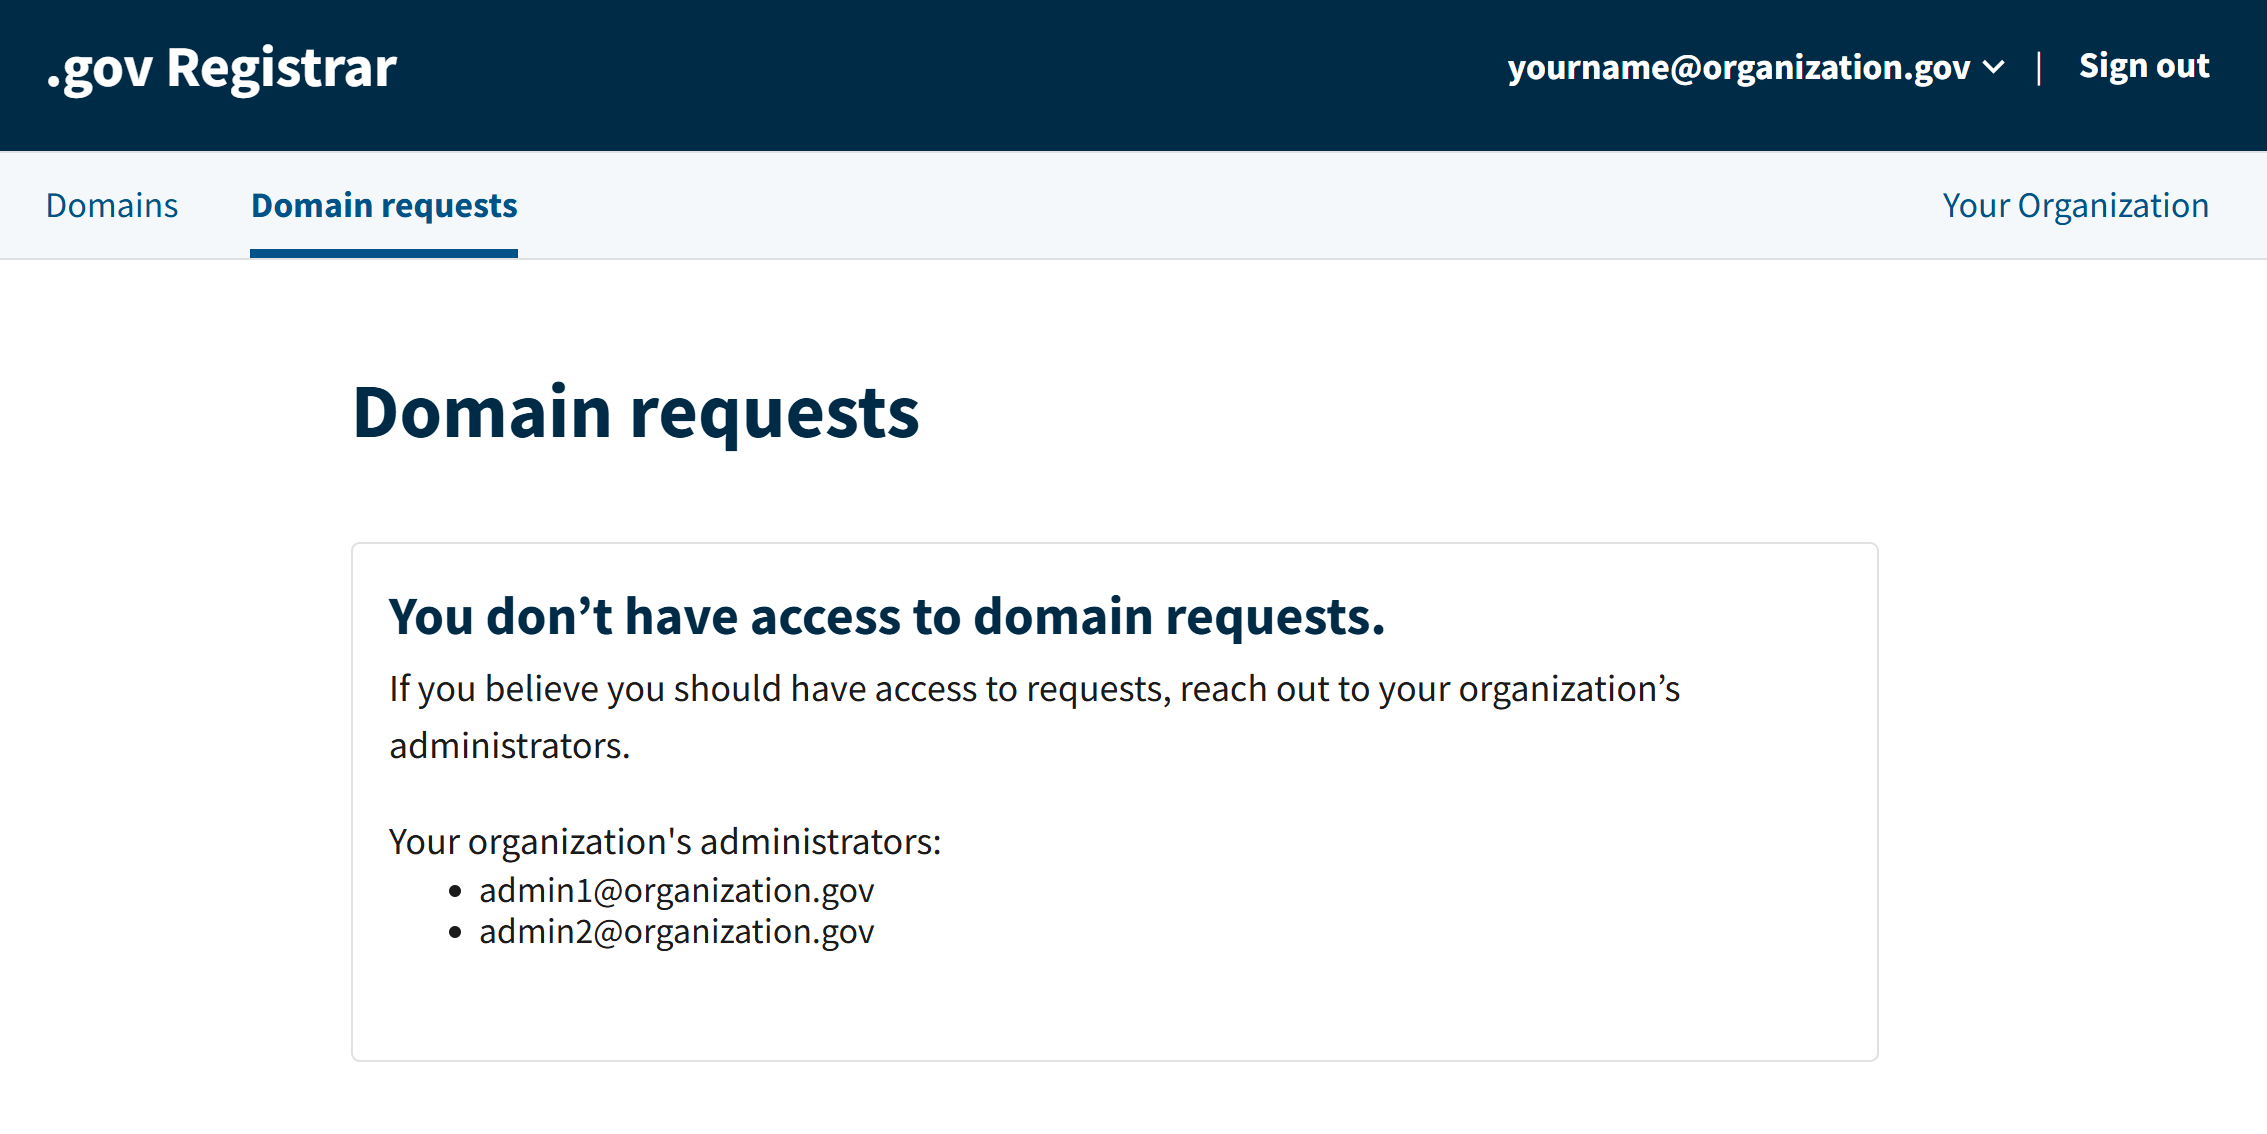 .gov Registrar
yourname@organization.gov | Sign out
Domains Domain requests Your Organization
Domain requests
You don’t have access to domain requests.
If you believe you should have access to requests, reach out to your organization’s
administrators.
Your organization's administrators:
• admin1@organization.gov
• admin2@organization.gov